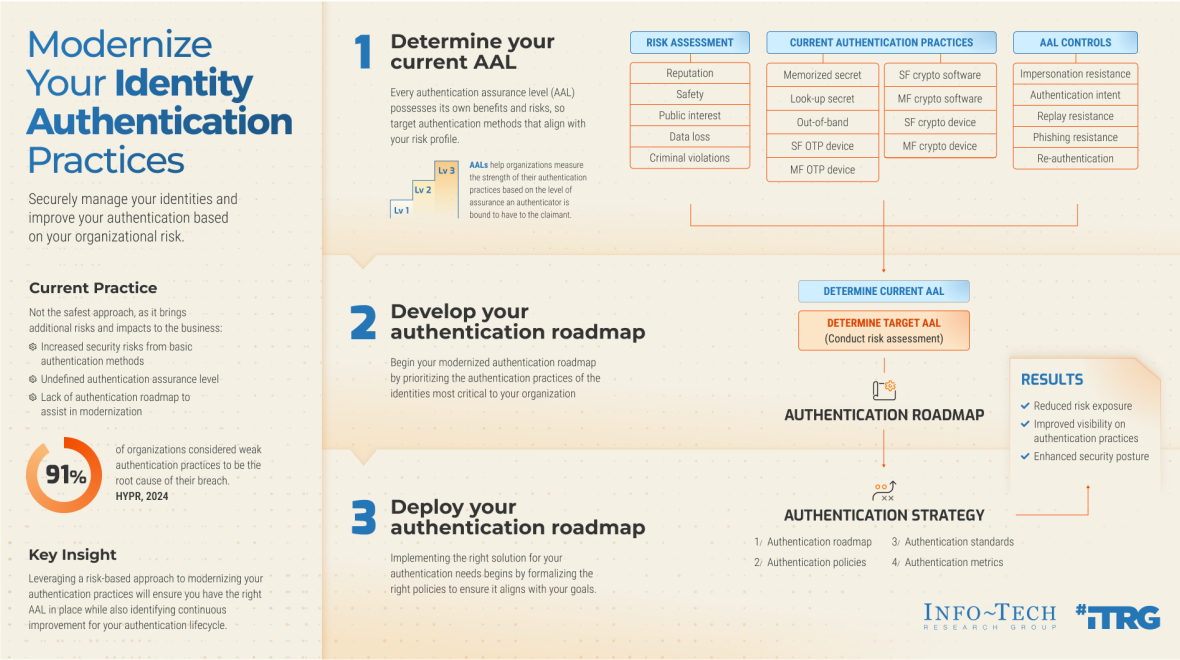 Modernize
Your Identity
Authentication
Practices
Securely manage your identities and
improve your authentication based
on your organizational risk.
Current Practice
Not the safest approach, as it brings
additional risks and impacts to the business:
Increased security risks from basic
authentication methods
Undefined authentication assurance level
Lack of authentication roadmap to
assist in modernization
91%
of organizations considered weak
authentication practices to be the
root cause of their breach.
HYPR, 2024
Key Insight
Leveraging a risk-based approach to modernizing your
authentication practices will ensure you have the right
AAL in place while also identifying continuous
improvement for your authentication lifecycle.
1
Determine your
current AAL
Every authentication assurance level (AAL)
possesses its own benefits and risks, so
target authentication methods that align with
your risk profile.
Lv 1
Lv 2
Lv 3
AALs help organizations measure
the strength of their authentication
practices based on the level of
assurance an authenticator is
bound to have to the claimant.
RISK ASSESSMENT
Reputation
Safety
Public interest
Data loss
Criminal violations
CURRENT AUTHENTICATION PRACTICES
Memorized secret
Look-up secret
Out-of-band
SF OTP device
MF OTP device
SF crypto software
MF crypto software
SF crypto device
MF crypto device
AAL CONTROLS
Impersonation resistance
Authentication intent
Replay resistance
Phishing resistance
Re-authentication
2
Develop your
authentication roadmap
Begin your modernized authentication roadmap
by prioritizing the authentication practices of the
identities most critical to your organization
DETERMINE CURRENT AAL
DETERMINE TARGET AAL
(Conduct risk assessment)
AUTHENTICATION ROADMAP
3
Deploy your
authentication roadmap
Implementing the right solution for your
authentication needs begins by formalizing the
right policies to ensure it aligns with your goals.
AUTHENTICATION STRATEGY
1/ Authentication roadmap
2/ Authentication policies
3/ Authentication standards
4/ Authentication metrics
RESULTS
Reduced risk exposure
Improved visibility on
authentication practices
Enhanced security posture
INFO~TECH
RESEARCH GROUP
#iTRG